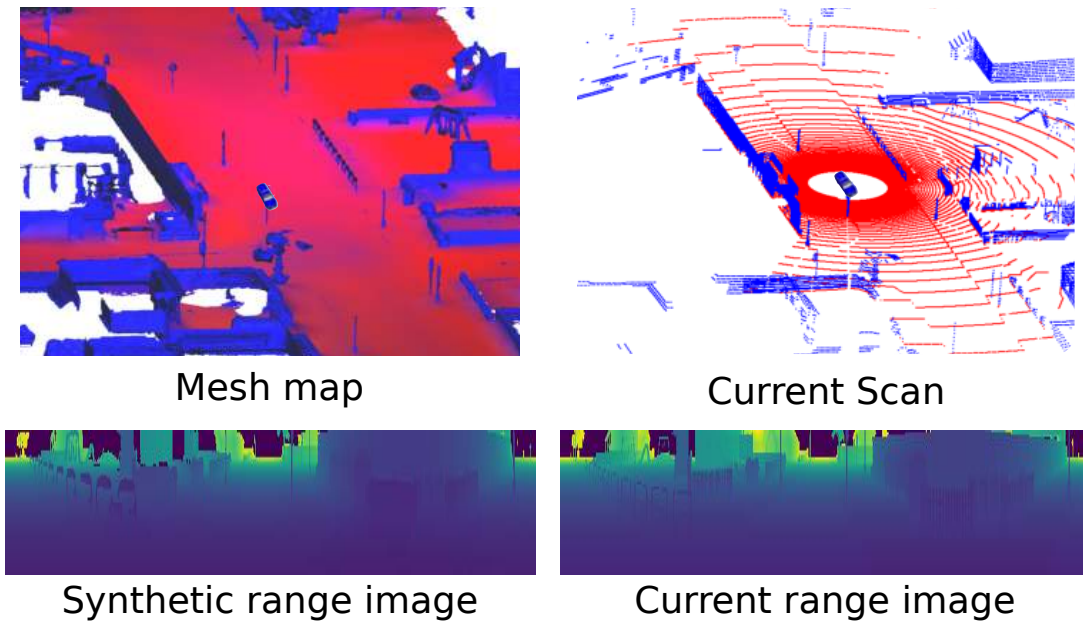 Mesh map
Current Scan
Synthetic range image
Current range image